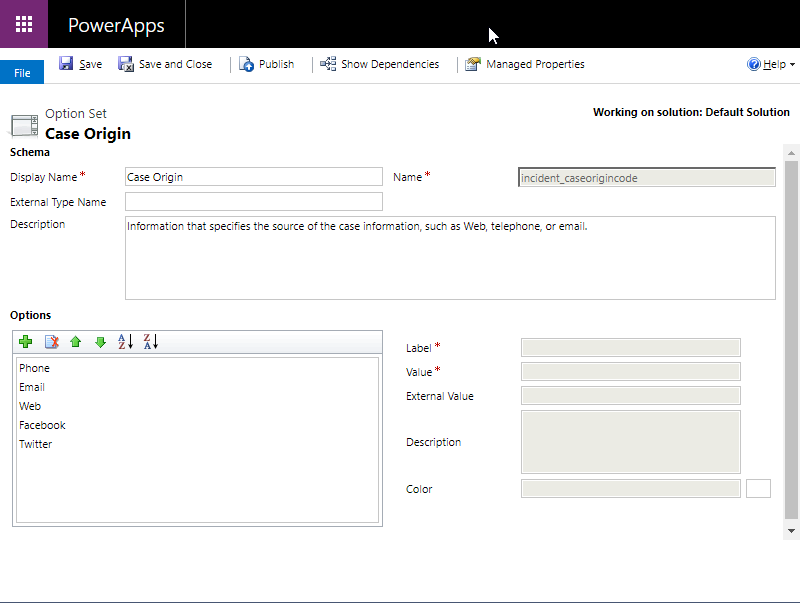 PowerApps
File Save Save and Close Publish Show Dependencies Managed Properties Help
Option Set
Case Origin
Working on solution: Default Solution
Schema
Display Name* Case Origin Name* incident_caseorigincode
External Type Name
Description Information that specifies the source of the case information, such as Web, telephone, or email.
Options
Phone
Email
Web
Facebook
Twitter
Label*
Value*
External Value
Description
Color